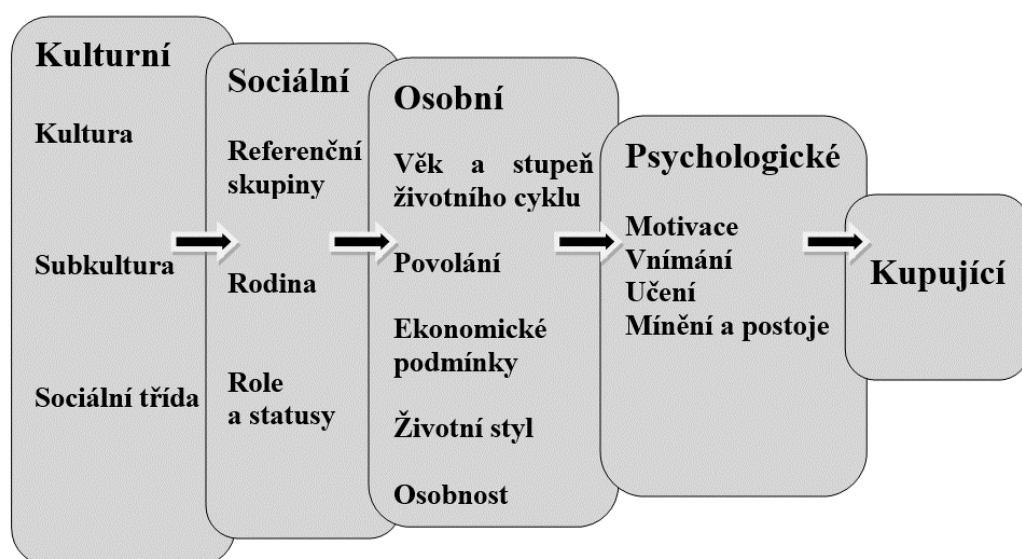 Kulturní
Kultura
Subkultura
Sociální třída
Sociální
Referenční
skupiny
Rodina
Role
a statusy
Osobní
Věk a stupeň
životního cyklu
Povolání
Ekonomické
podmínky
Životní styl
Osobnost
Psychologické
Motivace
Vnímání
Učení
Mínění a postoje
Kupující